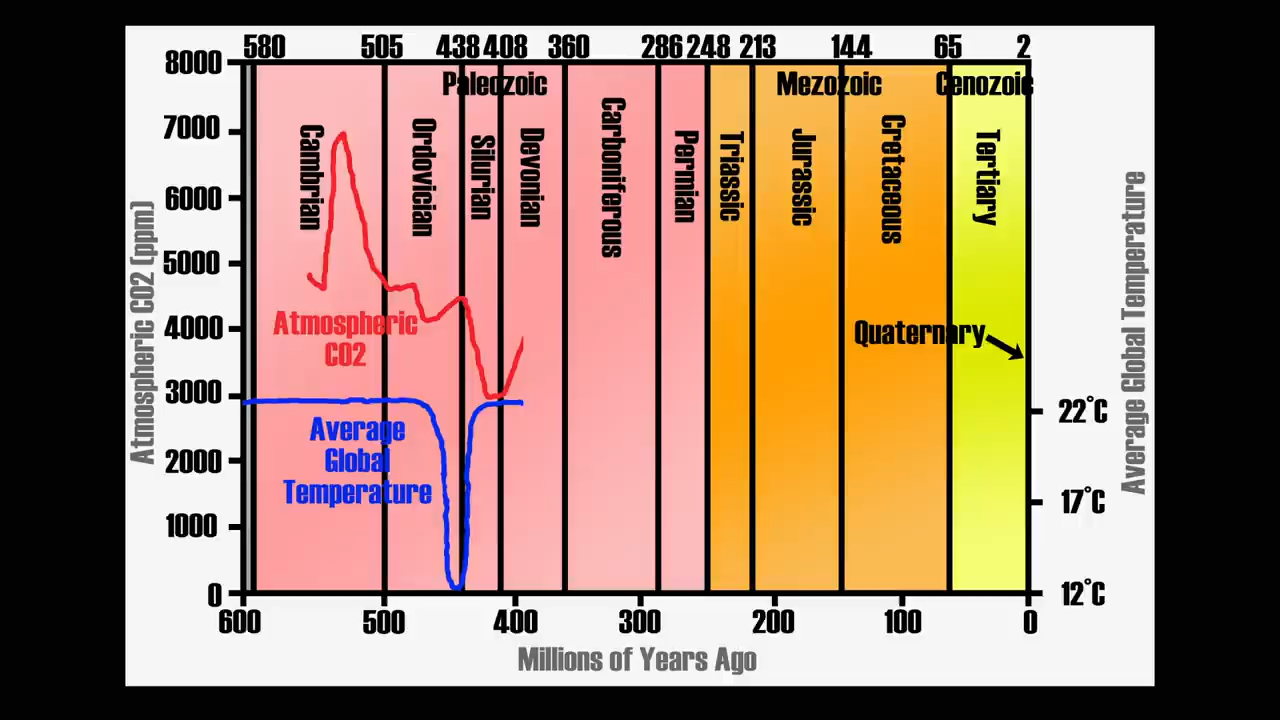 580 505 438 408 360 286 248 213 144 65 2
8000
7000
6000
5000
4000
3000
2000
1000
0
Atmospheric CO2 (ppm)
Paleozoic
Mezozoic
Cenozoic
Cambrian
Ordovician
Silurian
Devonian
Carboniferous
Permian
Triassic
Jurassic
Cretaceous
Tertiary
Quaternary
Atmospheric
CO2
Average
Global
Temperature
22°C
17°C
12°C
Average Global Temperature
600 500 400 300 200 100 0
Millions of Years Ago